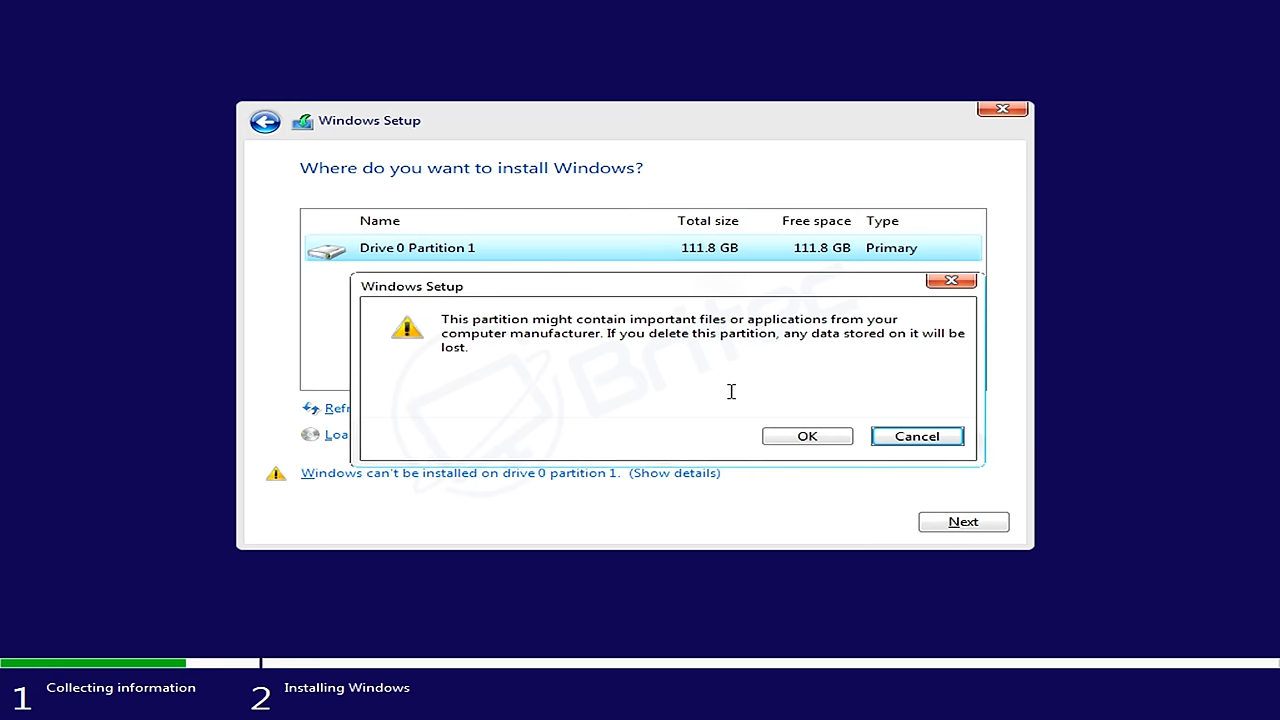 Windows Setup
Where do you want to install Windows?
Name Total size Free space Type
Drive 0 Partition 1 111.8 GB 111.8 GB Primary
Windows Setup
This partition might contain important files or applications from your
computer manufacturer. If you delete this partition, any data stored on it will be
lost.
Britec
OK Cancel
Refr
Loa
Windows can't be installed on drive 0 partition 1. (Show details)
Next
1 Collecting information 2 Installing Windows